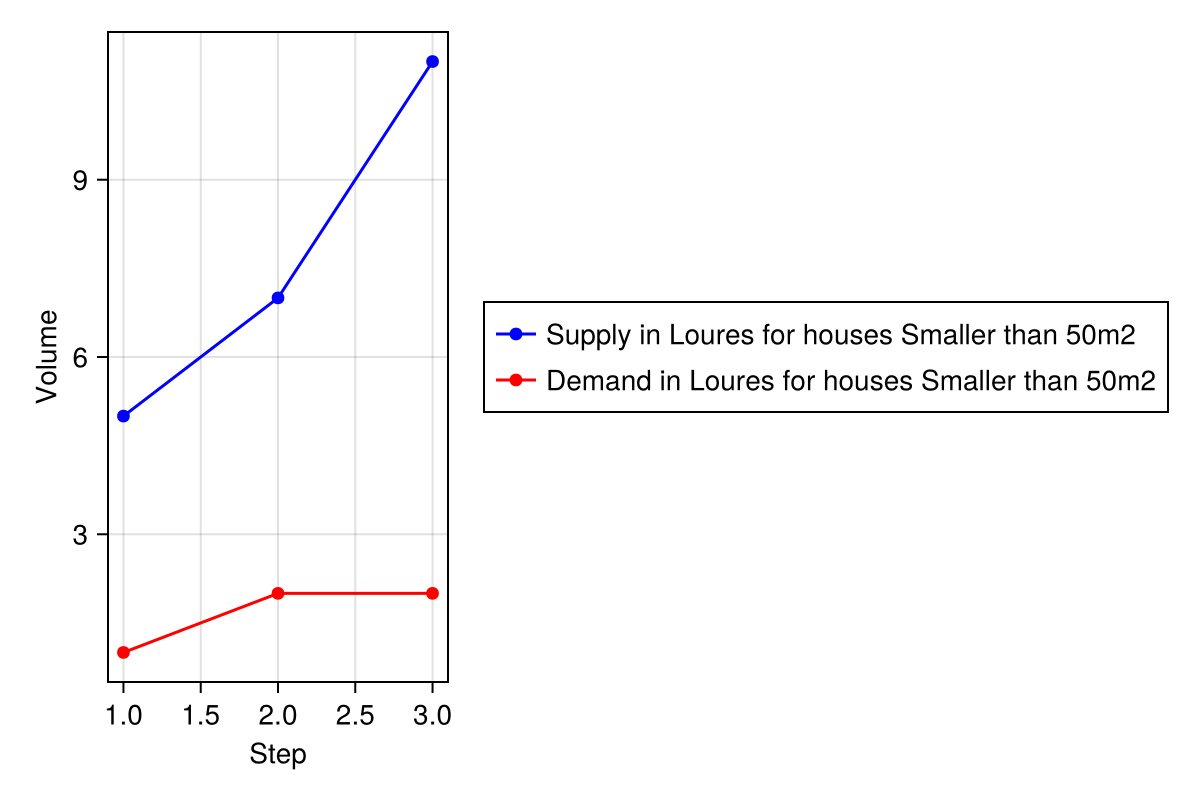 Volume
9
6
3
1.0 1.5 2.0 2.5 3.0
Step
Supply in Loures for houses Smaller than 50m2
Demand in Loures for houses Smaller than 50m2